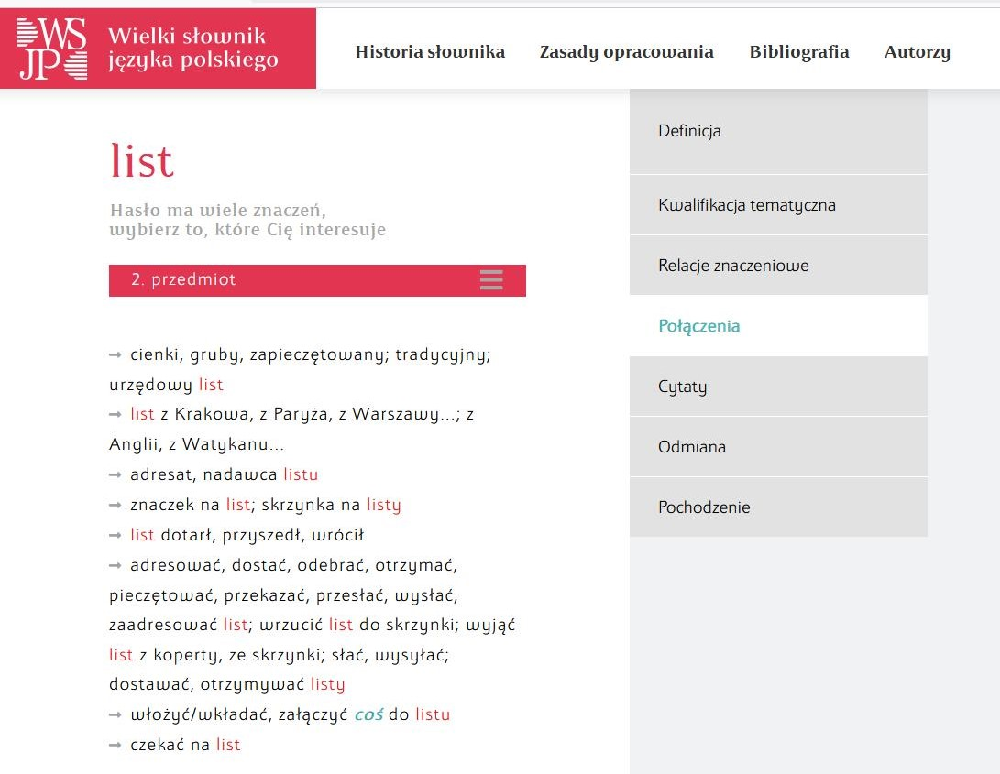 WS
JP
Wielki słownik
języka polskiego
Historia słownika Zasady opracowania Bibliografia Autorzy
list
Hasło ma wiele znaczeń,
wybierz to, które Cię interesuje
2. przedmiot
→ cienki, gruby, zapieczętowany; tradycyjny;
urzędowy list
→ list z Krakowa, z Paryża, z Warszawy...; z
Anglii, z Watykanu...
→ adresat, nadawca listu
→ znaczek na list; skrzynka na listy
→ list dotarł, przyszedł, wrócił
→ adresować, dostać, odebrać, otrzymać,
pieczętować, przekazać, przesłać, wysłać,
zaadresować list; wrzucić list do skrzynki; wyjąć
list z koperty, ze skrzynki; słać, wysyłać;
dostawać, otrzymywać listy
→ włożyć/wkładać, załączyć coś do listu
→ czekać na list
Definicja
Kwalifikacja tematyczna
Relacje znaczeniowe
Połączenia
Cytaty
Odmiana
Pochodzenie